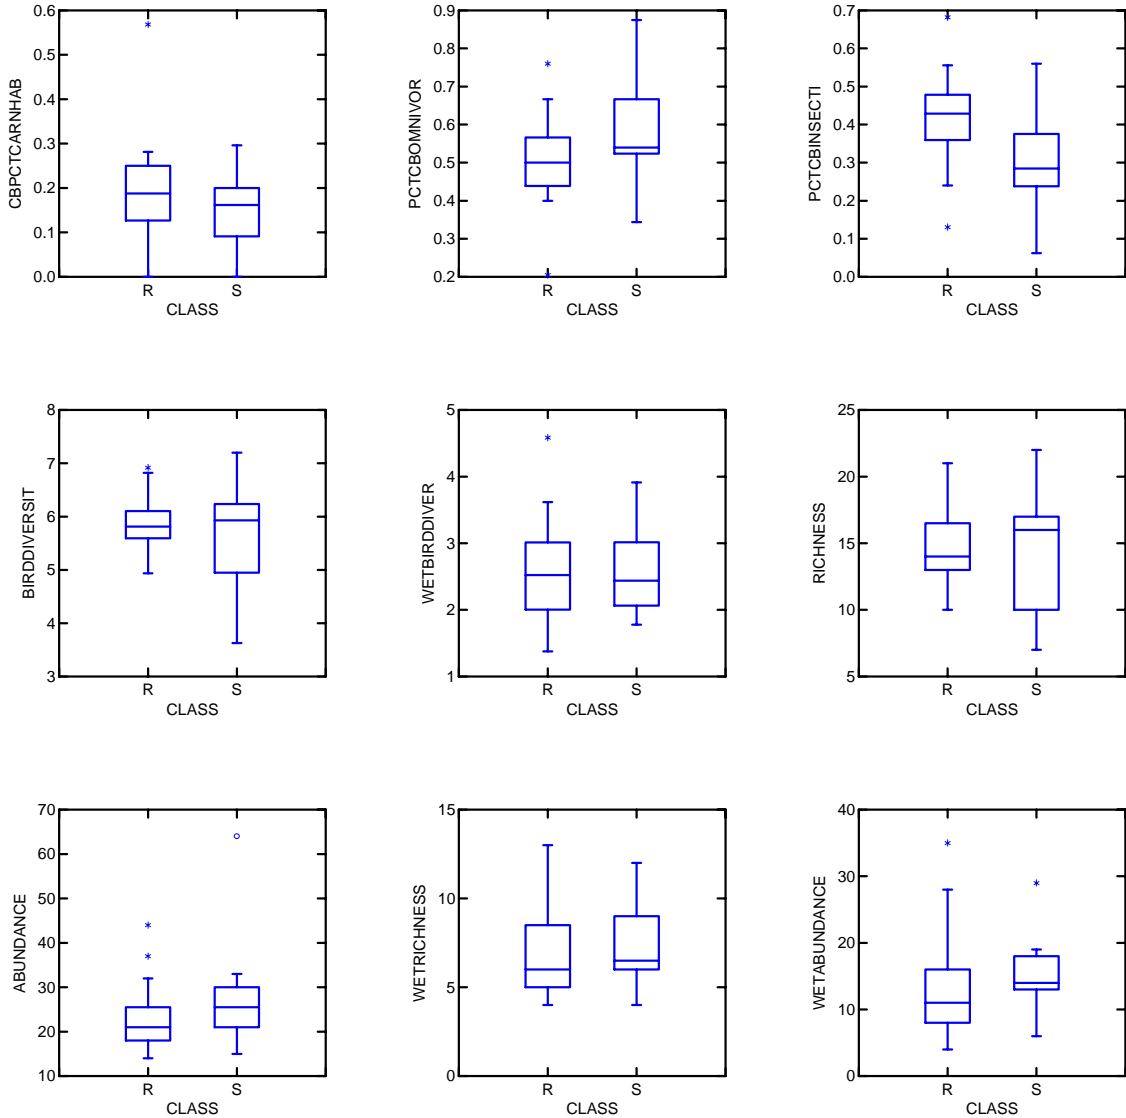 0.6
0.5
0.4
0.3
0.2
0.1
0.0
CBPCTCARNHAB
R S
CLASS
0.9
0.8
0.7
0.6
0.5
0.4
0.3
0.2
PCTCBOMNIVOR
R S
CLASS
0.7
0.6
0.5
0.4
0.3
0.2
0.1
0.0
PCTCBINSECTI
R S
CLASS
8
7
6
5
4
3
BIRDDIVERSIT
R S
CLASS
5
4
3
2
1
WETBIRDDIVER
R S
CLASS
25
20
15
10
5
RICHNESS
R S
CLASS
70
60
50
40
30
20
10
ABUNDANCE
R S
CLASS
15
10
5
0
WETRICHNESS
R S
CLASS
40
30
20
10
0
WETABUNDANCE
R S
CLASS